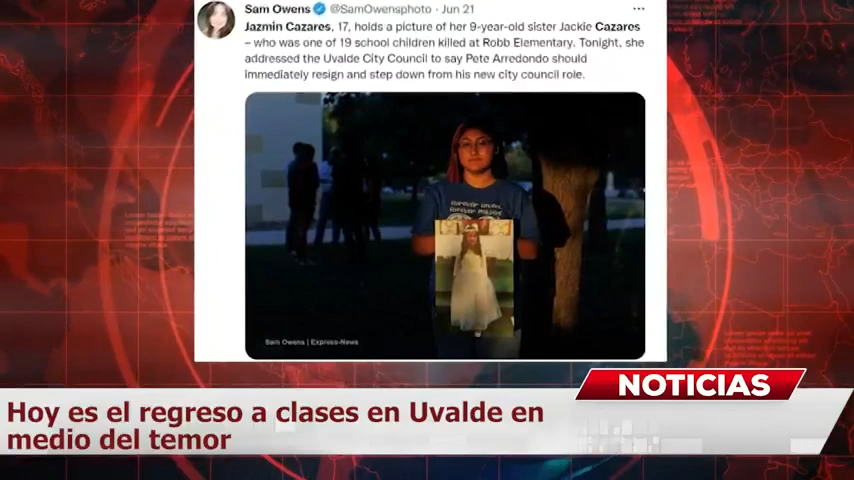 Sam Owens @SamOwensphoto · Jun 21
Jazmin Cazares, 17, holds a picture of her 9-year-old sister Jackie Cazares
– who was one of 19 school children killed at Robb Elementary. Tonight, she
addressed the Uvalde City Council to say Pete Arredondo should
immediately resign and step down from his new city council role.
Sam Owens | Express-News
NOTICIAS
Hoy es el regreso a clases en Uvalde en
medio del temor